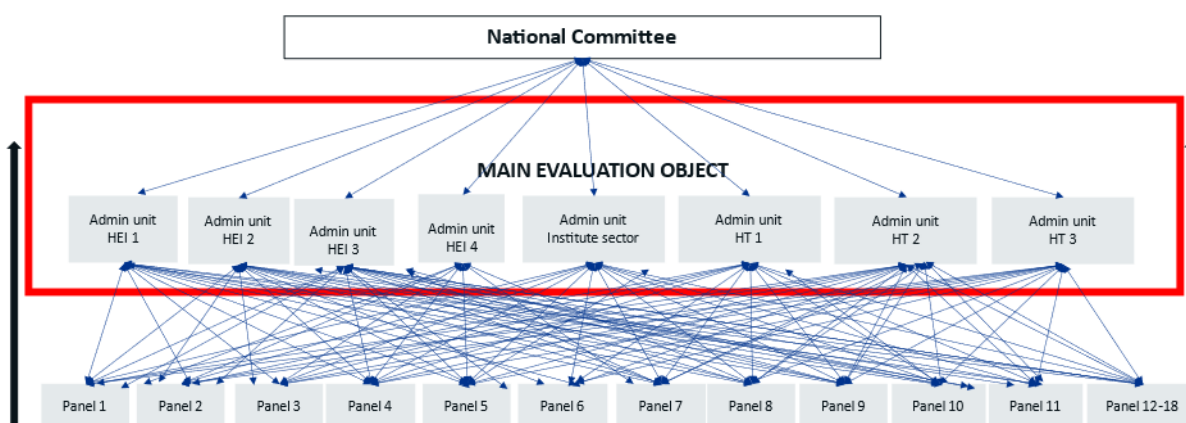 National Committee
MAIN EVALUATION OBJECT
Admin unit
HEI 1
Admin unit
HEI 2
Admin unit
HEI 3
Admin unit
HEI 4
Admin unit
Institute sector
Admin unit
HT 1
Admin unit
HT 2
Admin unit
HT 3
Panel 1
Panel 2
Panel 3
Panel 4
Panel 5
Panel 6
Panel 7
Panel 8
Panel 9
Panel 10
Panel 11
Panel 12-18